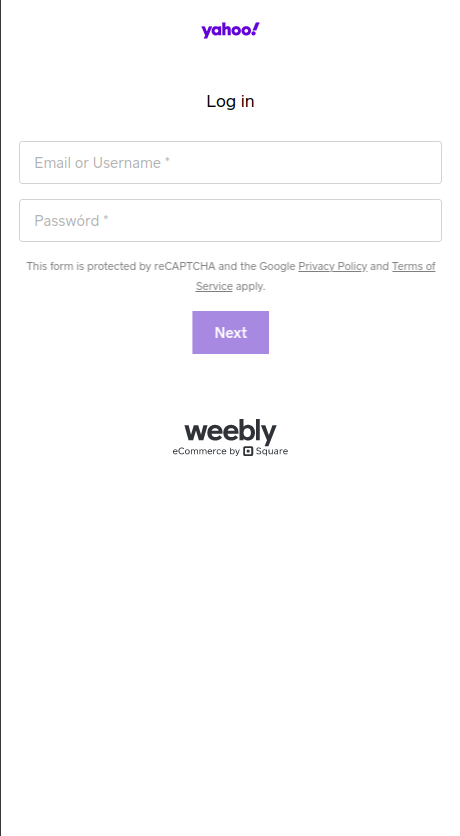 yahoo!
Log in
Email or Username *
Passwórd *
This form is protected by reCAPTCHA and the Google Privacy Policy and Terms of
Service apply.
Next
weebly
eCommerce by Square